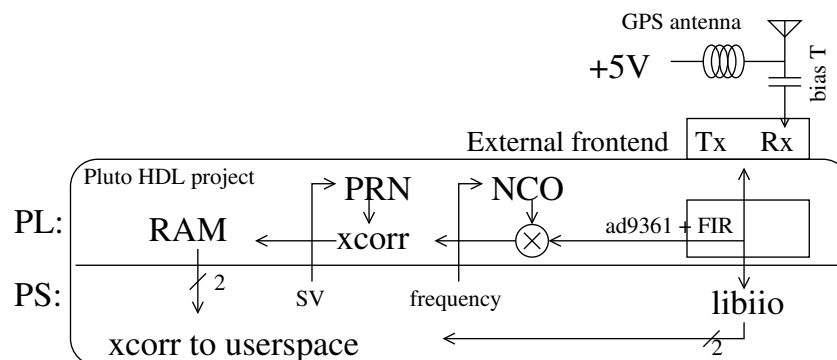 GPS antenna
+5V
bias T
External frontend
Tx
Rx
Pluto HDL project
PRN
NCO
PL:
RAM
xcorr
ad9361 + FIR
2
PS:
SV
frequency
libiio
xcorr to userspace
2